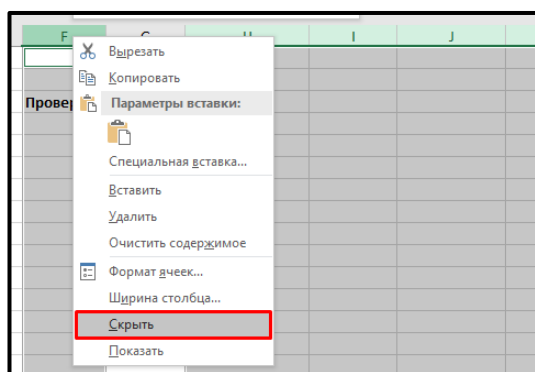 F I J
Вырезать
Копировать
Провер Параметры вставки:
Специальная вставка...
Вставить
Удалить
Очистить содержимое
Формат ячеек...
Ширина столбца...
Скрыть
Показать